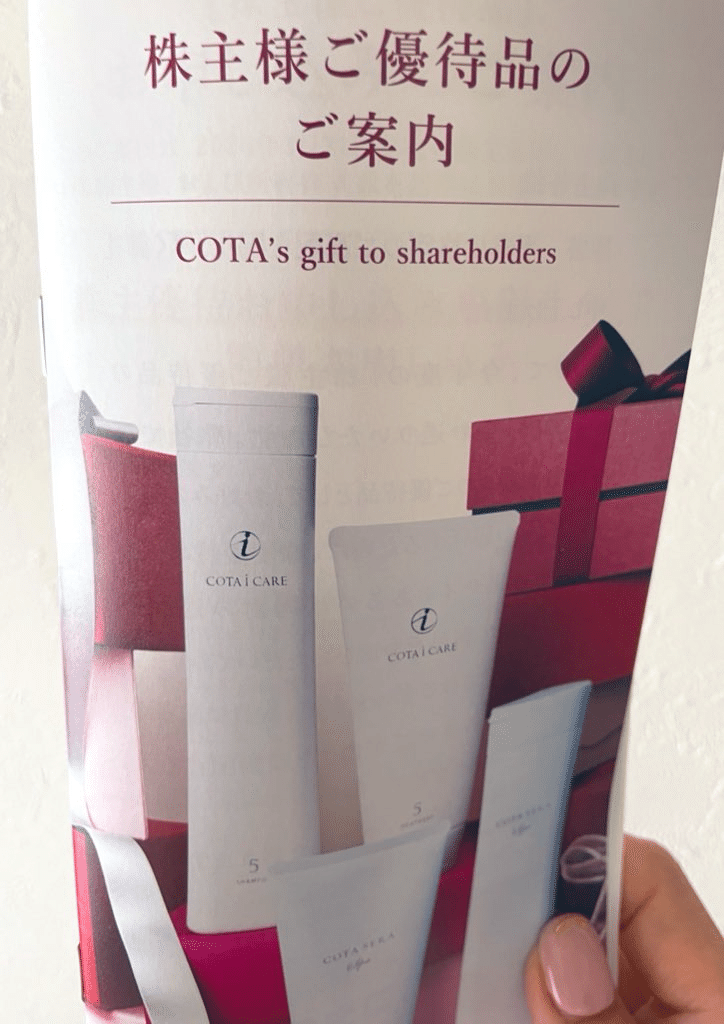 株主様ご優待品の
ご案内
COTA's gift to shareholders
i
COTA i CARE
5
i
COTA i CARE
5
TREATMENT
COTA SERA
COTA SERA